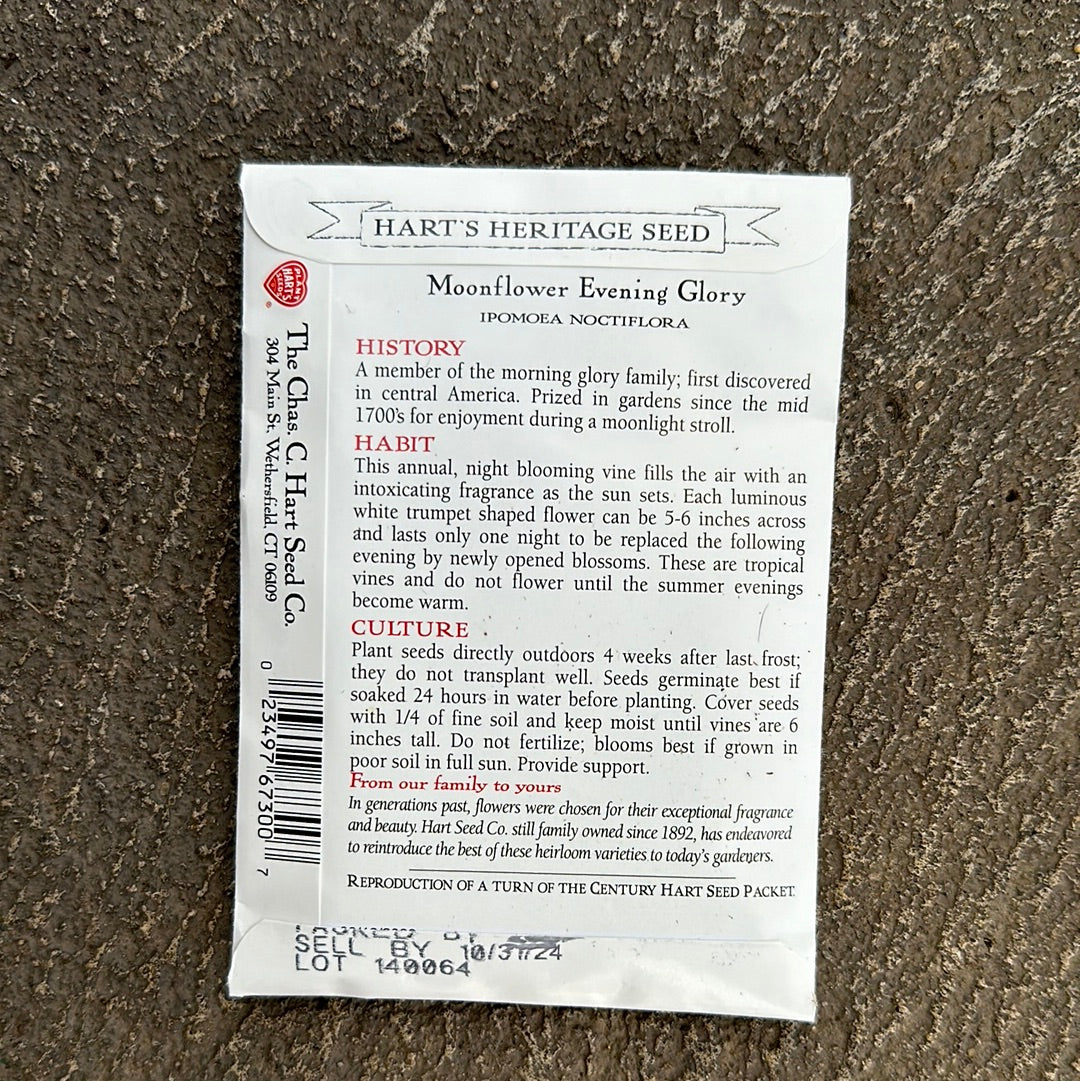 HART'S HERITAGE SEED
PLANT
HART'S
SEEDS
®
The Chas. C. Hart Seed Co.
304 Main St. Wethersfield, CT 06109
0 123497 67300 7
Moonflower Evening Glory
IPOMOEA NOCTIFLORA
HISTORY
A member of the morning glory family; first discovered
in central America. Prized in gardens since the mid
1700's for enjoyment during a moonlight stroll.
HABIT
This annual, night blooming vine fills the air with an
intoxicating fragrance as the sun sets. Each luminous
white trumpet shaped flower can be 5-6 inches across
and lasts only one night to be replaced the following
evening by newly opened blossoms. These are tropical
vines and do not flower until the summer evenings
become warm.
CULTURE
Plant seeds directly outdoors 4 weeks after last frost;
they do not transplant well. Seeds germinate best if
soaked 24 hours in water before planting. Cover seeds
with 1/4 of fine soil and keep moist until vines are 6
inches tall. Do not fertilize; blooms best if grown in
poor soil in full sun. Provide support.
From our family to yours
In generations past, flowers were chosen for their exceptional fragrance
and beauty. Hart Seed Co. still family owned since 1892, has endeavored
to reintroduce the best of these heirloom varieties to today's gardeners.
REPRODUCTION OF A TURN OF THE CENTURY HART SEED PACKET.
SELL BY 10/31/24
LOT 140064